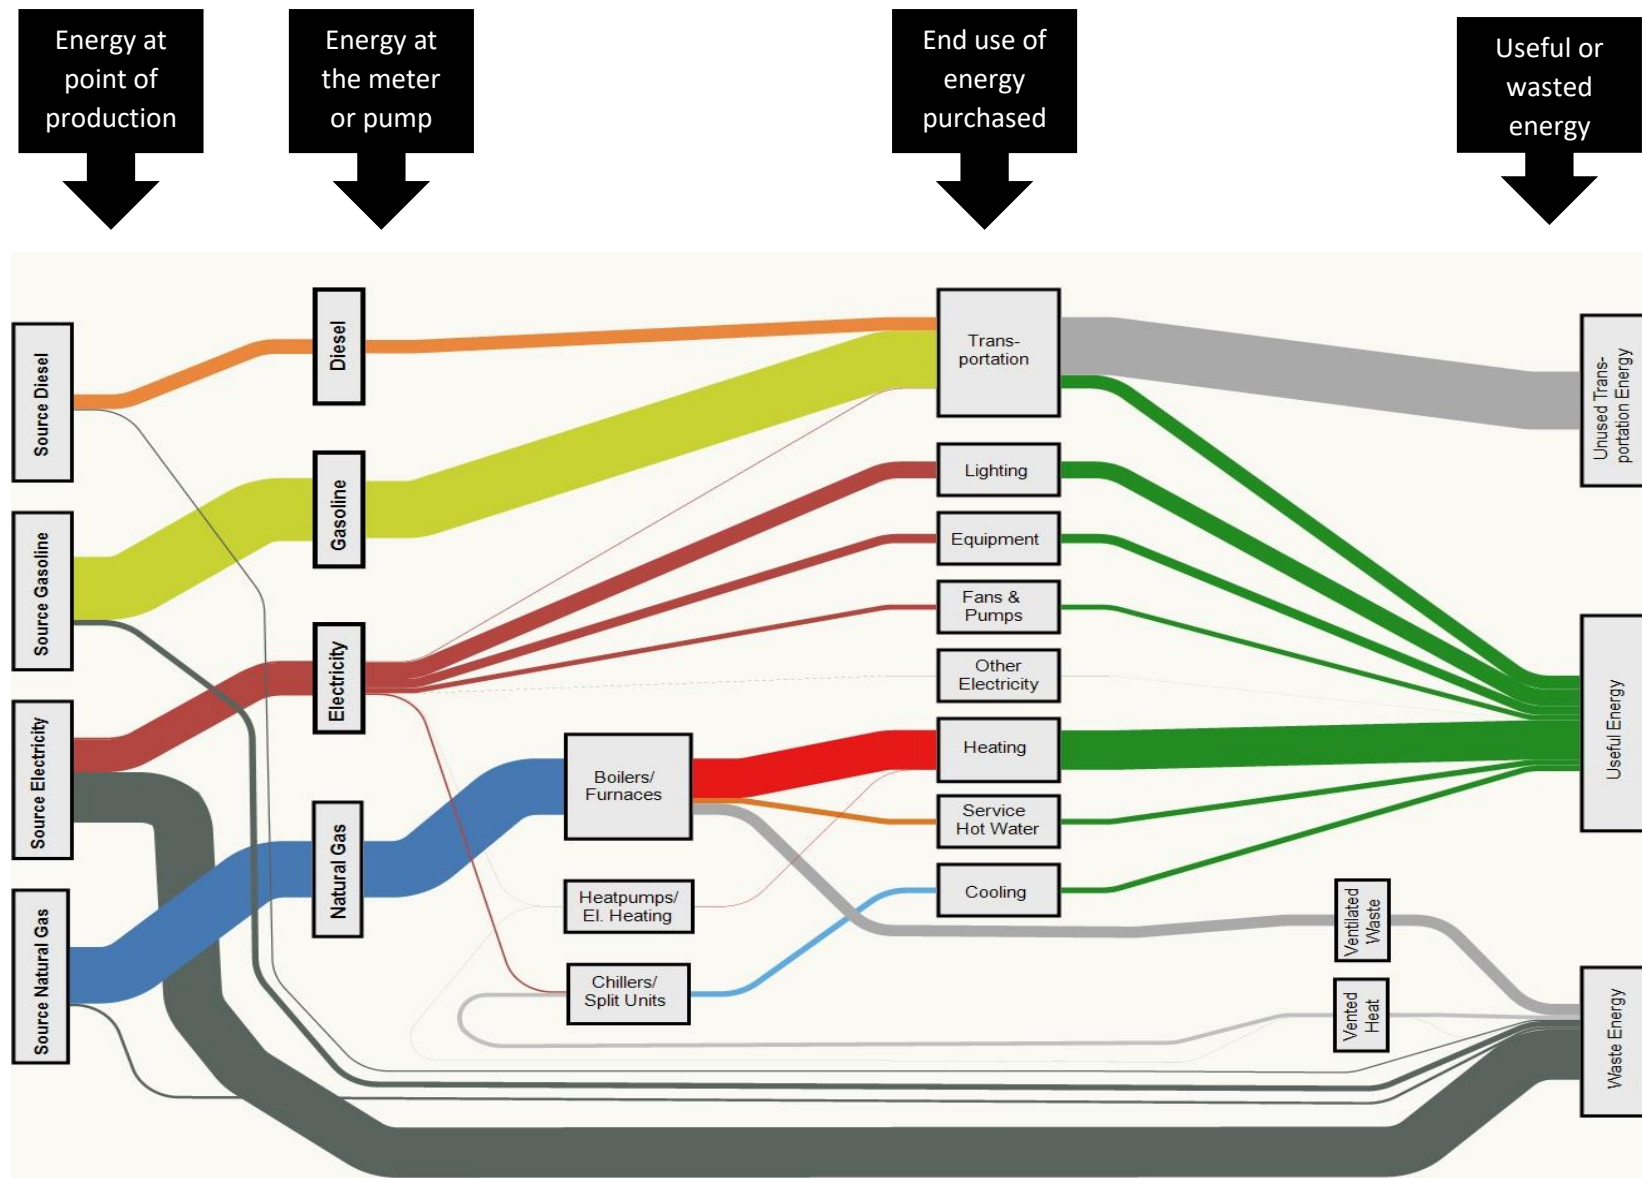 Energy at
point of
production
Energy at
the meter
or pump
End use of
energy
purchased
Useful or
wasted
energy
Source Diesel
Source Gasoline
Source Electricity
Source Natural Gas
Diesel
Gasoline
Electricity
Natural Gas
Boilers/
Furnaces
Heatpumps/
El. Heating
Chillers/
Split Units
Trans-
portation
Lighting
Equipment
Fans &
Pumps
Other
Electricity
Heating
Service
Hot Water
Cooling
Ventilated
Waste
Vented
Heat
Unused Trans-
portation Energy
Useful Energy
Waste Energy